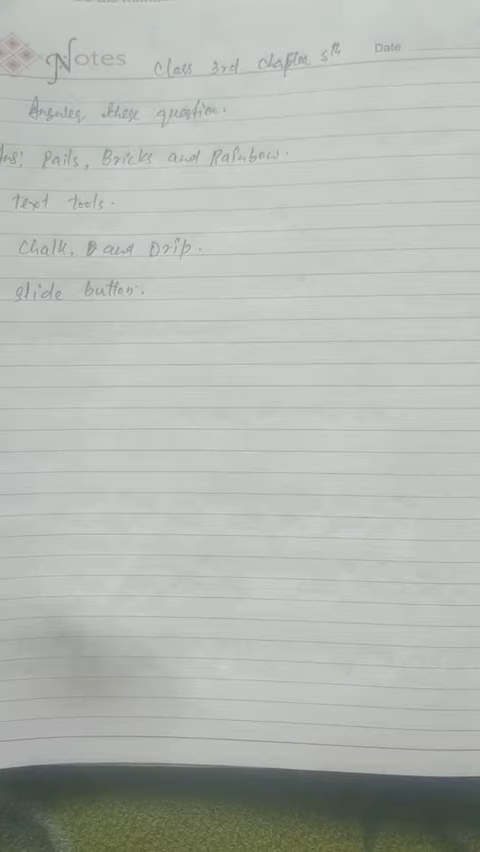 Notes Class 3rd chapter 5th Date
Answer these question.
Ans; Rails, Bricks and Rainbow.
text tools.
Chalk, D and Drip.
slide button.